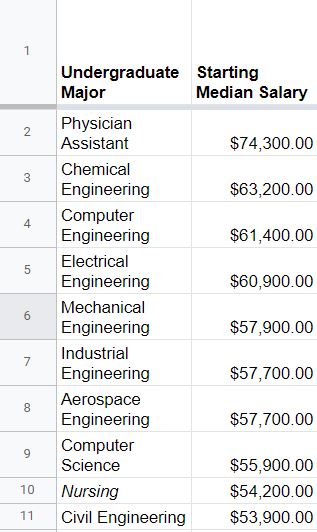 1
Undergraduate Starting
Major Median Salary
2
Physician
Assistant $74,300.00
3
Chemical
Engineering $63,200.00
4
Computer
Engineering $61,400.00
5
Electrical
Engineering $60,900.00
6
Mechanical
Engineering $57,900.00
7
Industrial
Engineering $57,700.00
8
Aerospace
Engineering $57,700.00
9
Computer
Science $55,900.00
10 Nursing $54,200.00
11 Civil Engineering $53,900.00